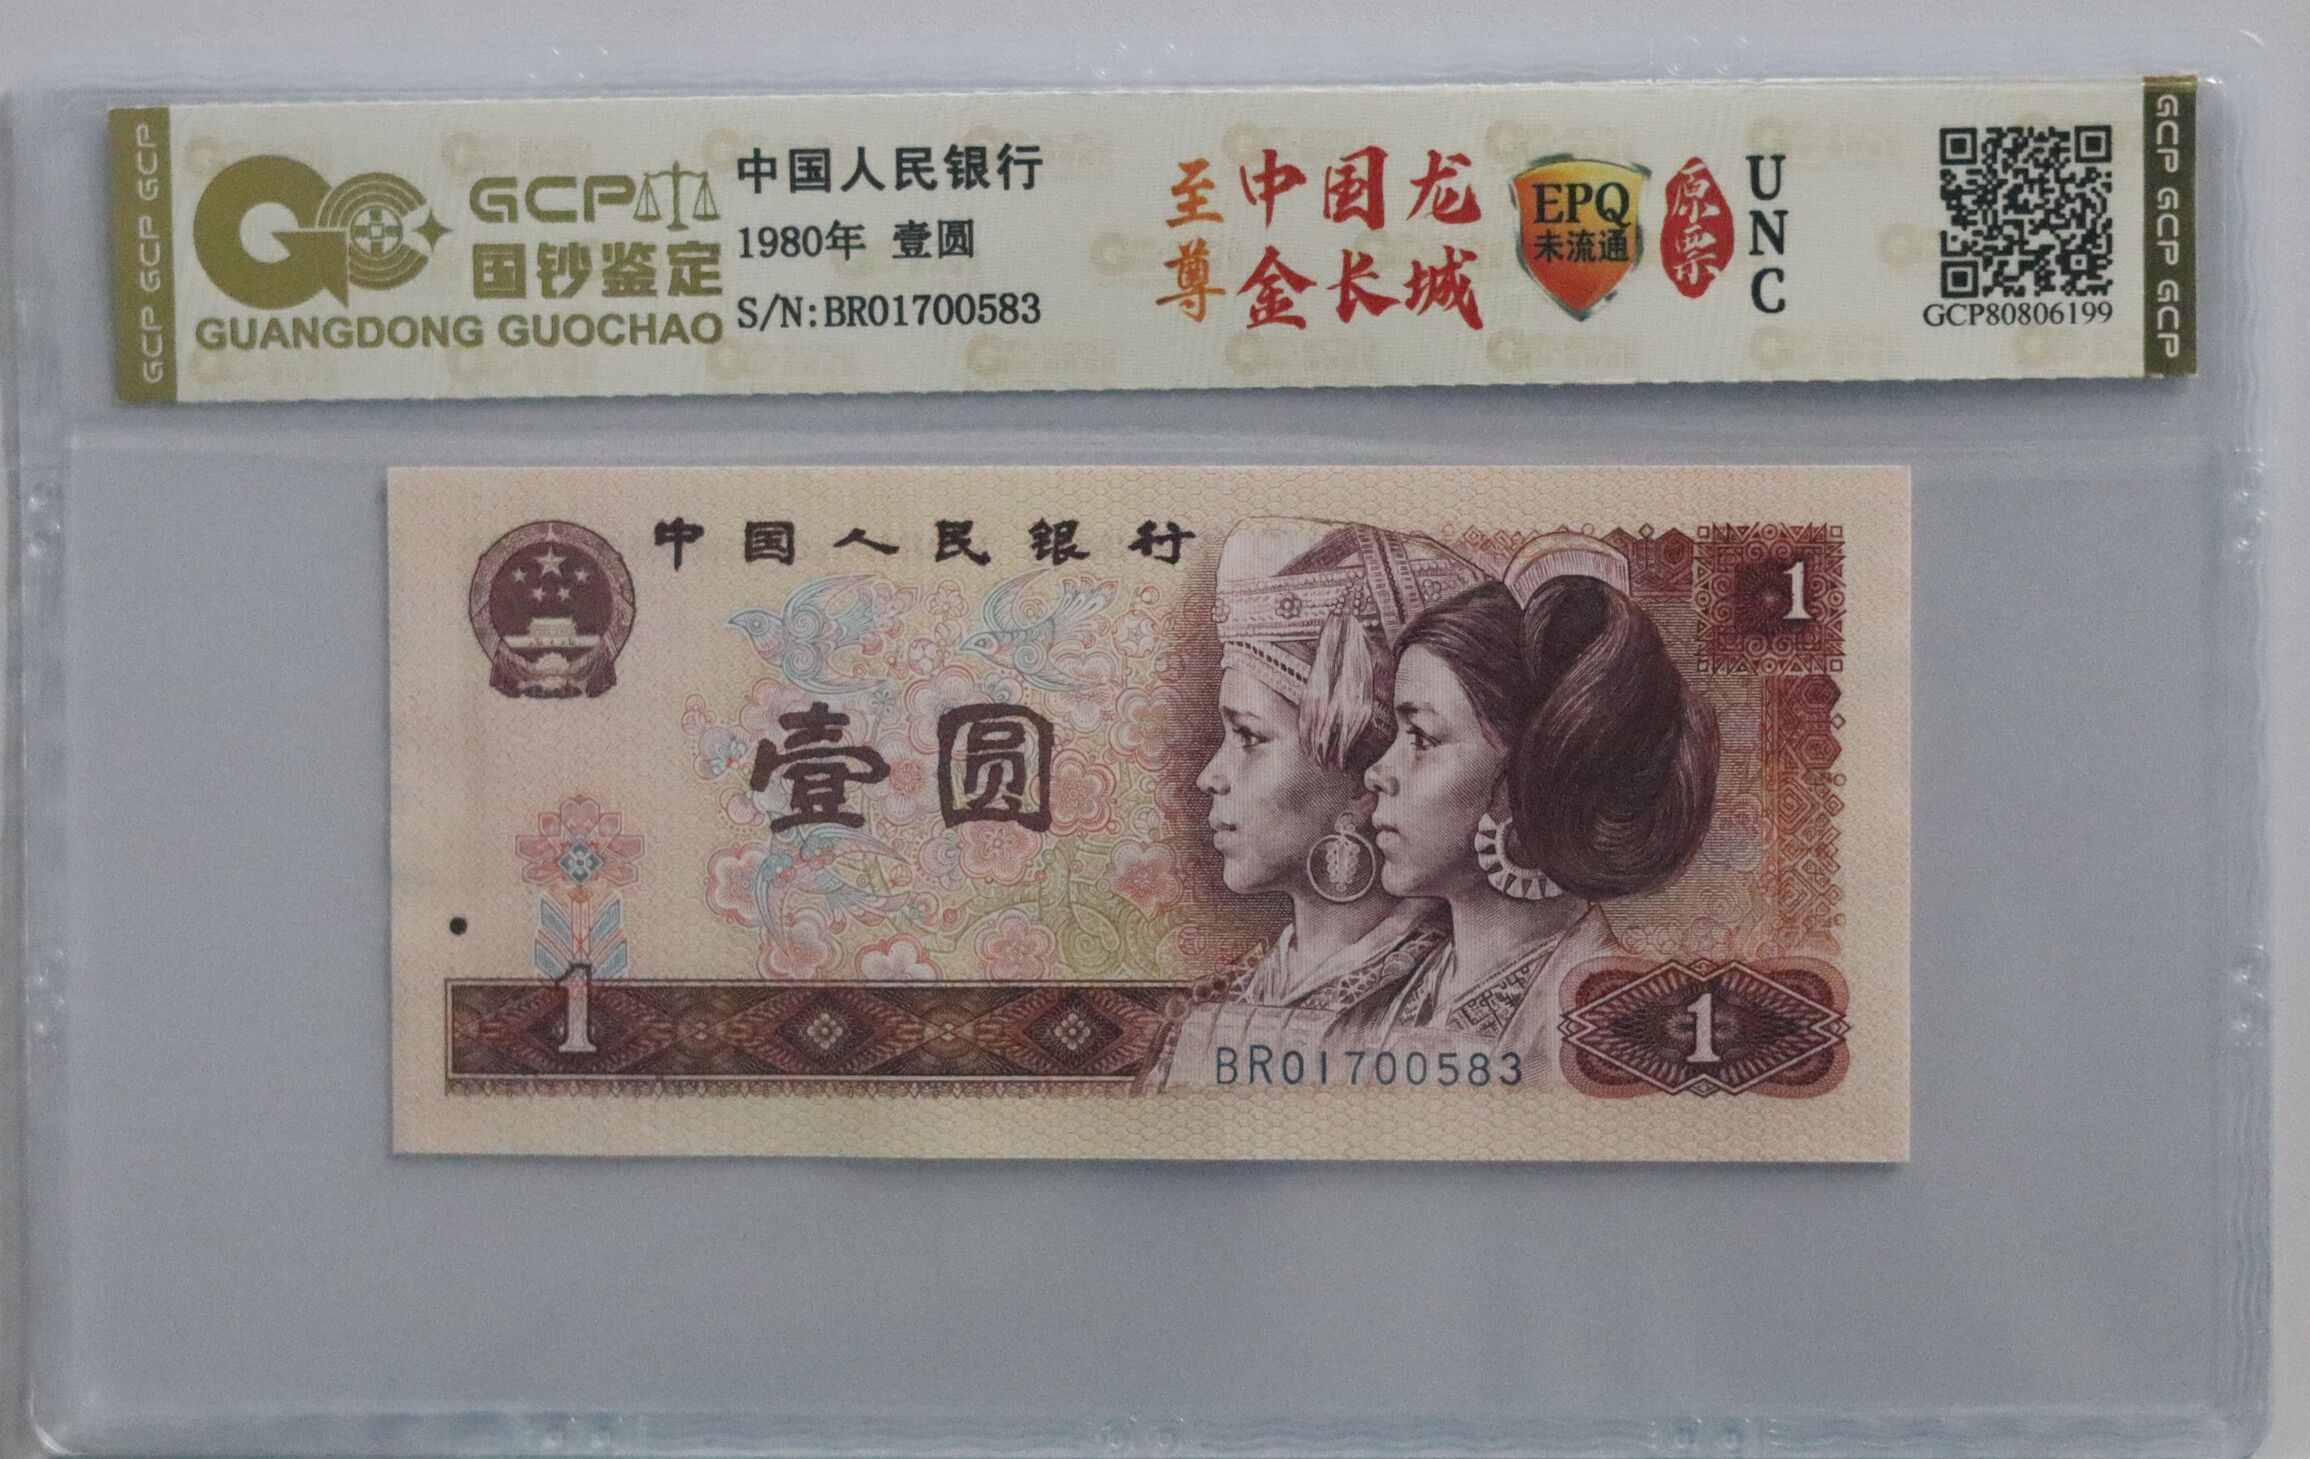 GCP GCP GCP
GCP
国钞鉴定
GUANGDONG GUOCHAO
中国人民银行
1980年 壹圆
S/N:BR01700583
至尊
中国龙
金长城
EPQ
未流通
原票
UNC
GCP80806199
GCP GCP GCP GCP
中国人民银行
1
壹圆
1
BR01700583
1